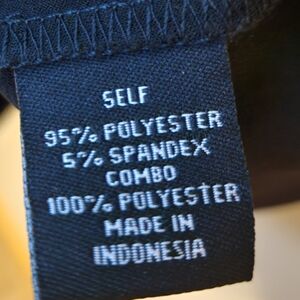 SELF
95% POLYESTER
5% SPANDEX
COMBO
100% POLYESTER
MADE IN
INDONESIA